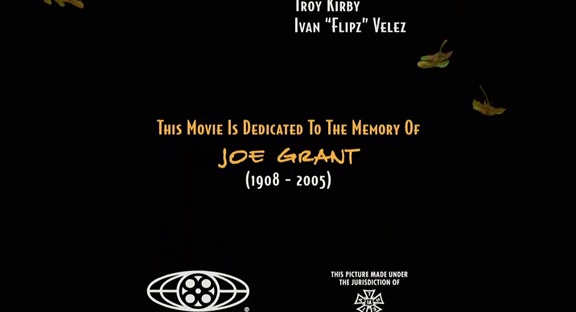 TROY KIRBY
IVAN “FLIPZ” VELEZ
THIS MOVIE IS DEDICATED TO THE MEMORY OF
JOE GRANT
(1908 - 2005)
THIS PICTURE MADE UNDER
THE JURISDICTION OF
®